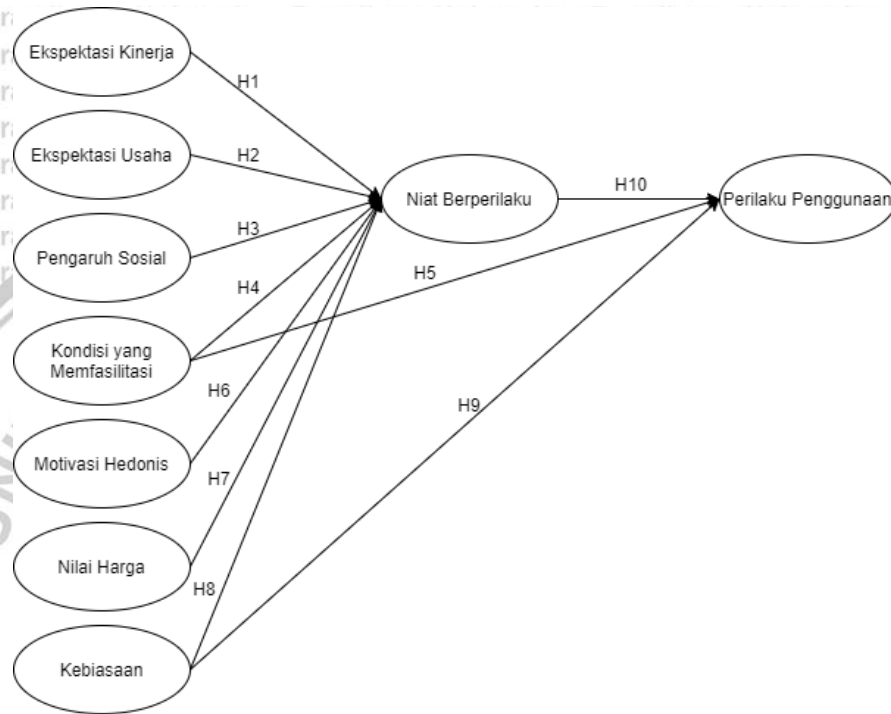 Ekspektasi Kinerja
H1
Ekspektasi Usaha
H2
Niat Berperilaku
H10
Perilaku Penggunaan
Pengaruh Sosial
H3
H5
Kondisi yang
Memfasilitasi
H4
H6
H9
Motivasi Hedonis
H7
Nilai Harga
H8
Kebiasaan